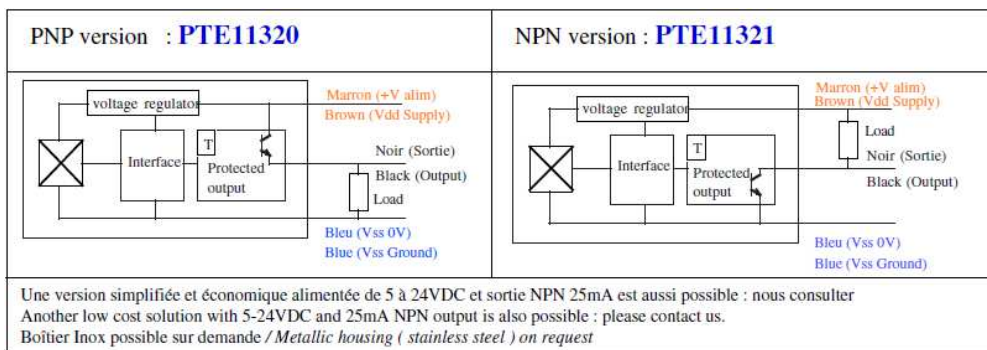 PNP version : PTE11320
NPN version : PTE11321
voltage regulator
Marron (+V alim)
Brown (Vdd Supply)
Interface
T
Protected
output
Noir (Sortie)
Black (Output)
Load
Bleu (Vss 0V)
Blue (Vss Ground)
voltage regulator
Marron (+V alim)
Brown (Vdd Supply)
Load
Interface
T
Protected
output
Noir (Sortie)
Black (Output)
Bleu (Vss 0V)
Blue (Vss Ground)
Une version simplifiée et économique alimentée de 5 à 24VDC et sortie NPN 25mA est aussi possible : nous consulter
Another low cost solution with 5-24VDC and 25mA NPN output is also possible : please contact us.
Boîtier Inox possible sur demande / Metallic housing ( stainless steel ) on request